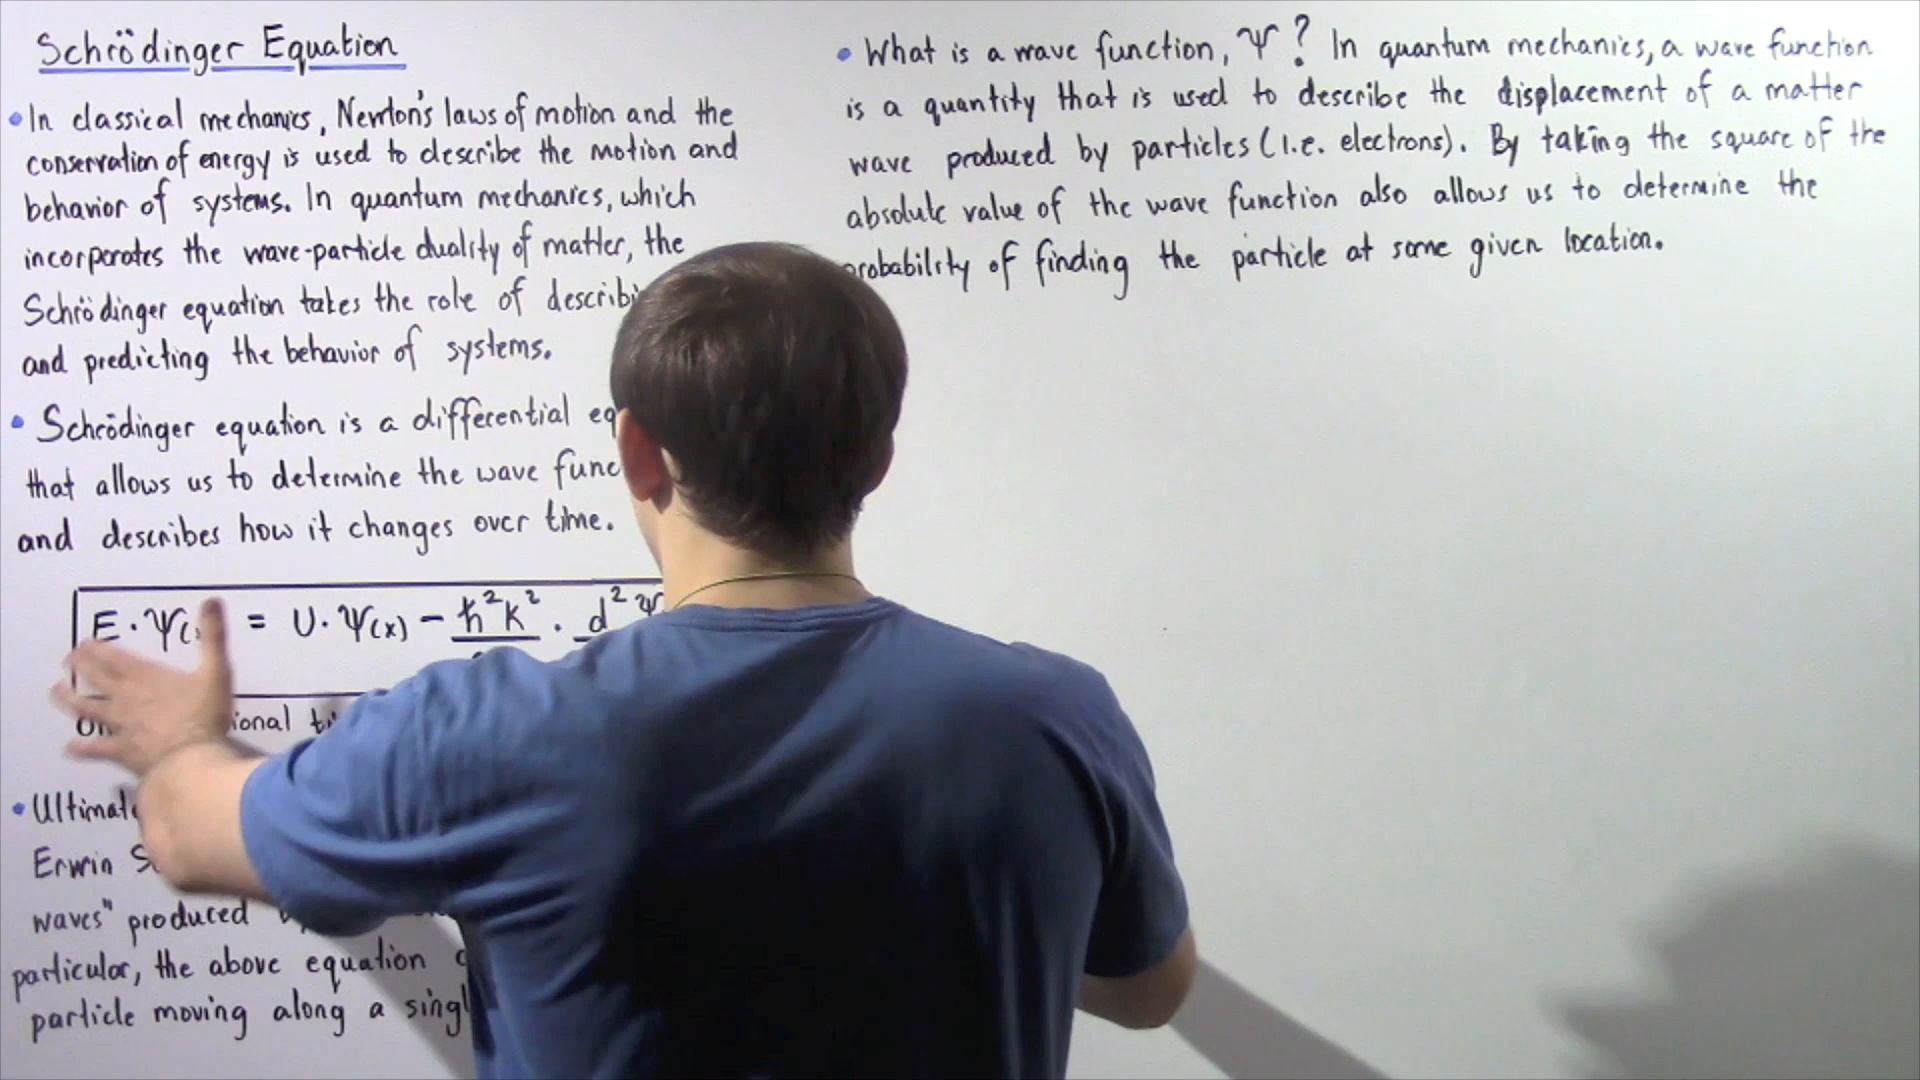 Schrödinger Equation
• In classical mechanics, Newton's laws of motion and the
conservation of energy is used to describe the motion and
behavior of systems. In quantum mechanics, which
incorporates the wave-particle duality of matter, the
Schrödinger equation takes the role of
and predicting the behavior of systems.
• Schrödinger equation is a differential
that allows us to determine the wave
and describes how it changes over time.
E · Ψ( = U · Ψ(x) − ħ²k² · d²Ψ
• 
Erwin
waves" produced
particular, the above equation
particle moving along a
• What is a wave function, Ψ? In quantum mechanics, a wave function
is a quantity that is used to describe the displacement of a matter
wave produced by particles (i.e. electrons). By taking the square of the
absolute value of the wave function also allows us to determine the
probability of finding the particle at some given location.